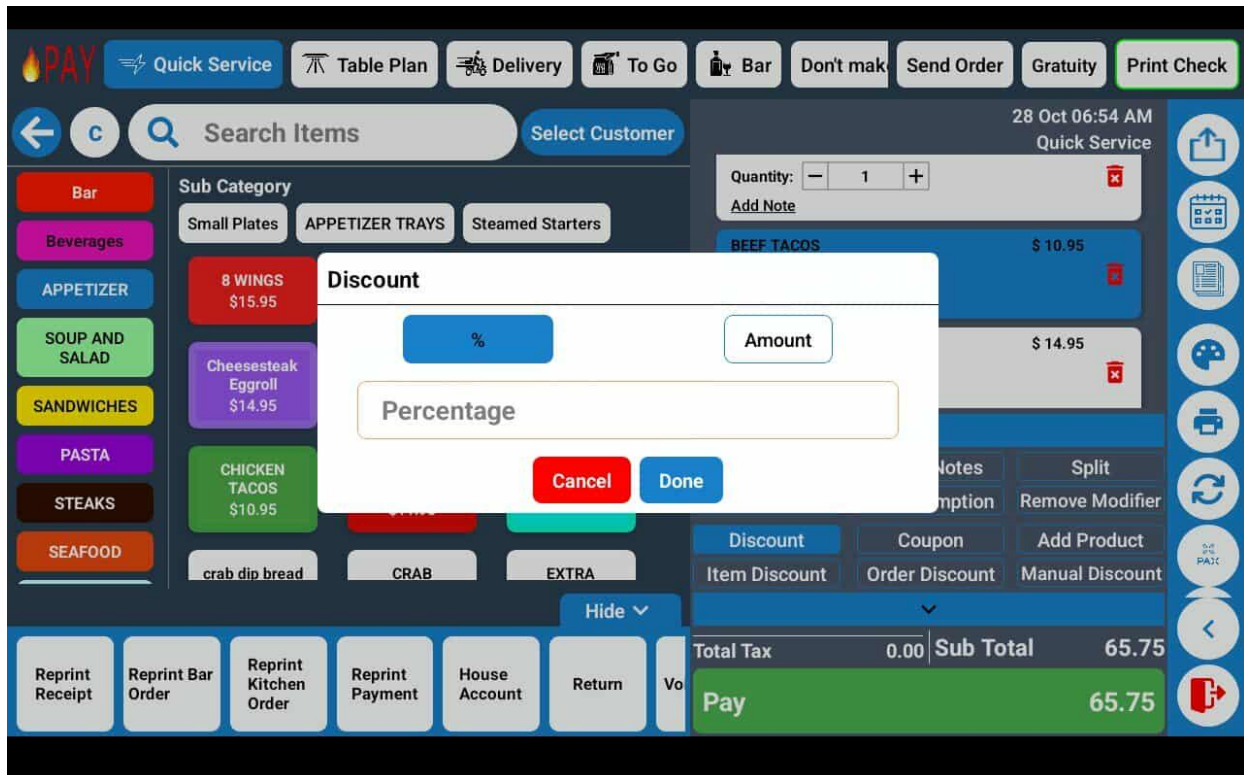 PAY
Quick Service
Table Plan
Delivery
To Go
Bar
Don't mak
Send Order
Gratuity
Print Check
C
Search Items
Select Customer
28 Oct 06:54 AM
Quick Service
Bar
Beverages
APPETIZER
SOUP AND
SALAD
SANDWICHES
PASTA
STEAKS
SEAFOOD
Sub Category
Small Plates
APPETIZER TRAYS
Steamed Starters
8 WINGS
$15.95
Cheesesteak
Eggroll
$14.95
CHICKEN
TACOS
$10.95
crab dip bread
CRAB
EXTRA
Quantity:
1
Add Note
BEEF TACOS
$ 10.95
$ 14.95
Discount
%
Amount
Percentage
Cancel
Done
Notes
Split
mption
Remove Modifier
Discount
Coupon
Add Product
Item Discount
Order Discount
Manual Discount
PAX
Hide
Reprint
Receipt
Reprint Bar
Order
Reprint
Kitchen
Order
Reprint
Payment
House
Account
Return
Vo
Total Tax
0.00
Sub Total
65.75
Pay
65.75